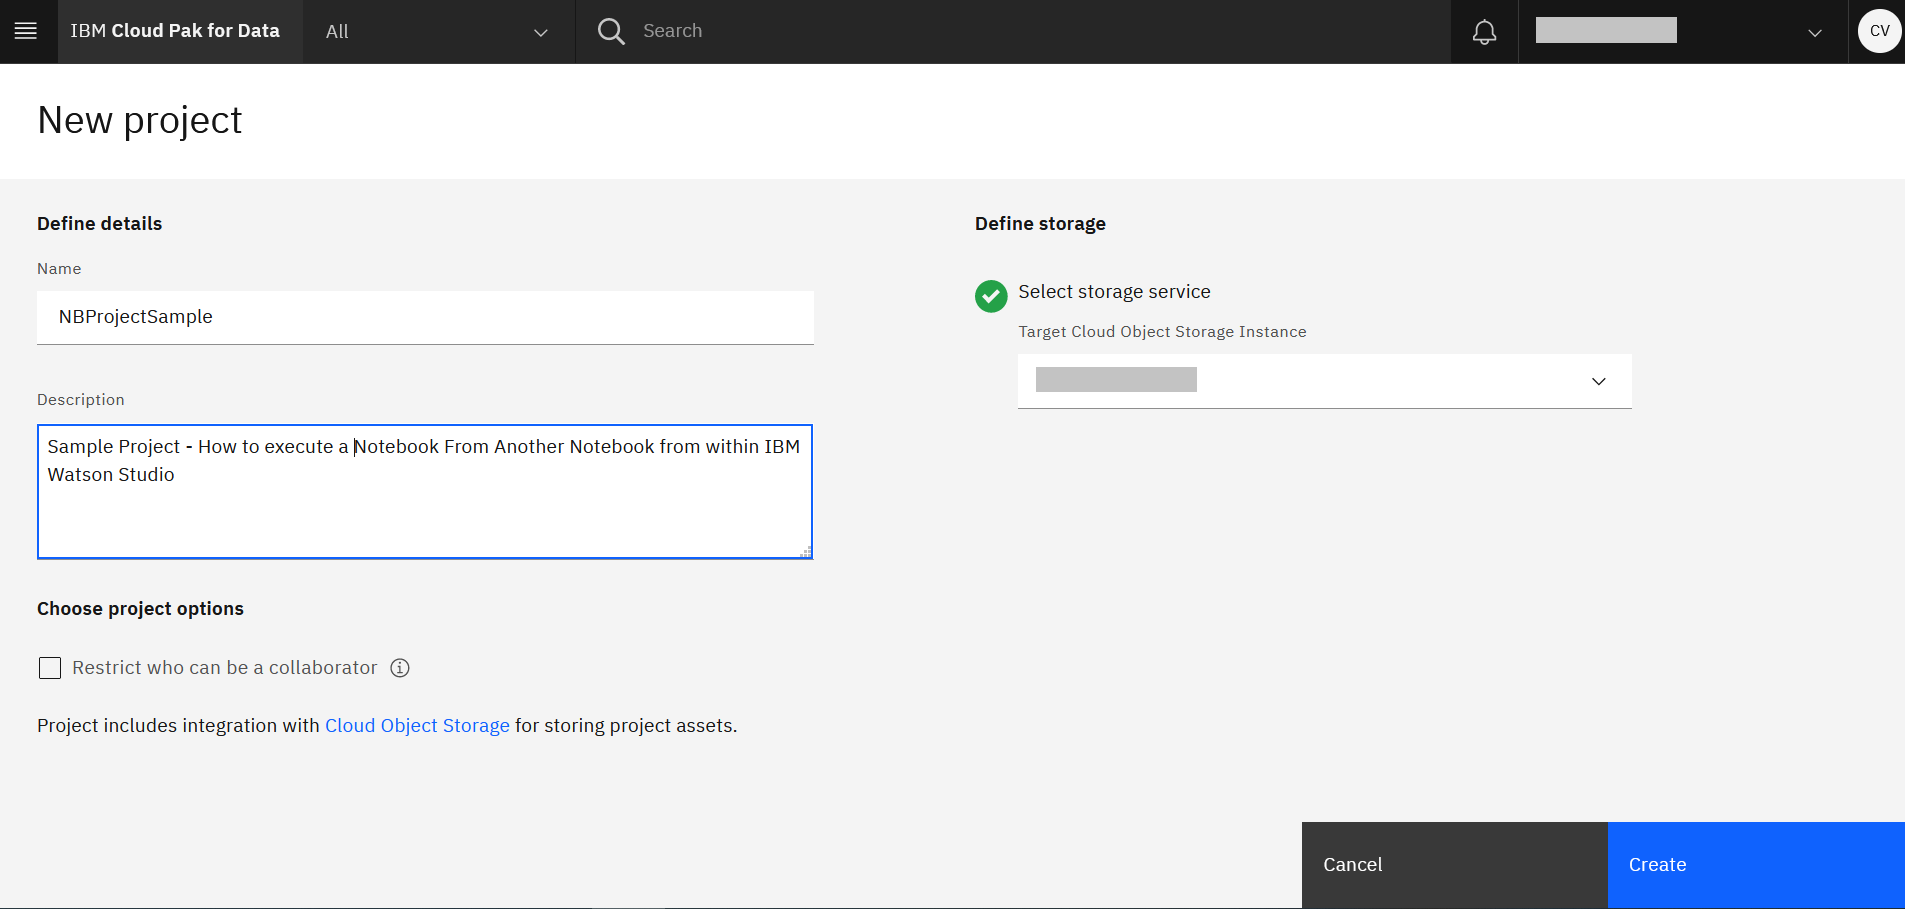 IBM Cloud Pak for Data
All
Search
CV
New project
Define details
Name
NBProjectSample
Description
Sample Project - How to execute a Notebook From Another Notebook from within IBM
Watson Studio
Choose project options
Restrict who can be a collaborator
Project includes integration with Cloud Object Storage for storing project assets.
Define storage
Select storage service
Target Cloud Object Storage Instance
Cancel
Create